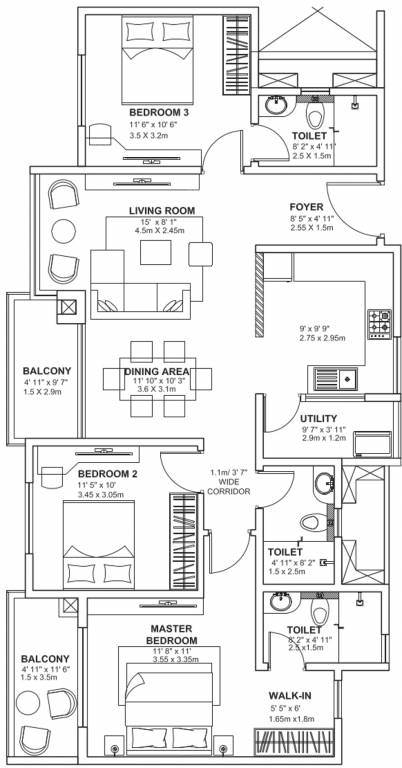 BEDROOM 3
11' 6" x 10' 6"
3.5 X 3.2m
TOILET
8' 2" x 4' 11"
2.5 X 1.5m
LIVING ROOM
15' x 8' 1"
4.5m X 2.45m
FOYER
8' 5" x 4' 11"
2.55 X 1.5m
9' x 9' 9"
2.75 x 2.95m
BALCONY
4' 11" x 9' 7"
1.5 X 2.9m
DINING AREA
11' 10" x 10' 3"
3.6 X 3.1m
UTILITY
9' 7" x 3' 11"
2.9m x 1.2m
BEDROOM 2
11' 5" x 10'
3.45 x 3.05m
1.1m/ 3' 7"
WIDE
CORRIDOR
TOILET
4' 11" x 8' 2"
1.5 x 2.5m
MASTER
BEDROOM
11' 8" x 11'
3.55 x 3.35m
TOILET
8' 2" x 4' 11"
2.5 x1.5m
BALCONY
4' 11" x 11' 6"
1.5 x 3.5m
WALK-IN
5' 5" x 6'
1.65m x1.8m